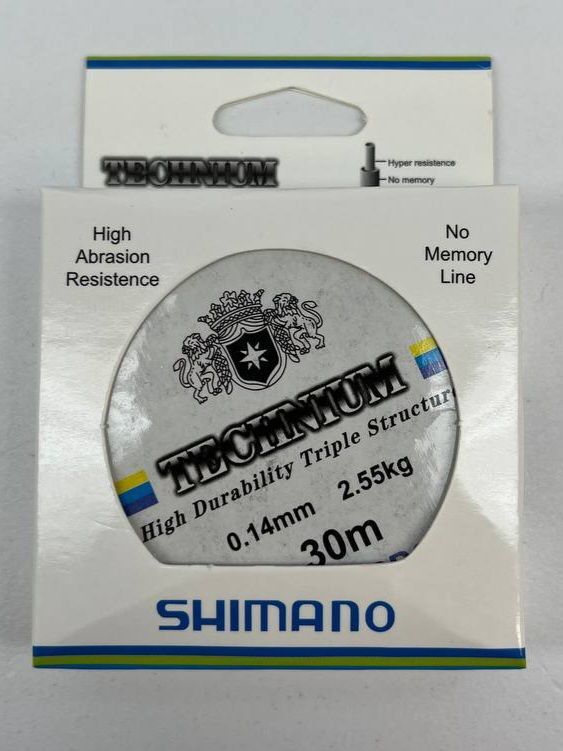 TECHNIUM
Hyper resistence
No memory
High
Abrasion
Resistence
No
Memory
Line
TECHNIUM
High Durability Triple Structur
0.14mm 2.55kg
30m
SHIMANO